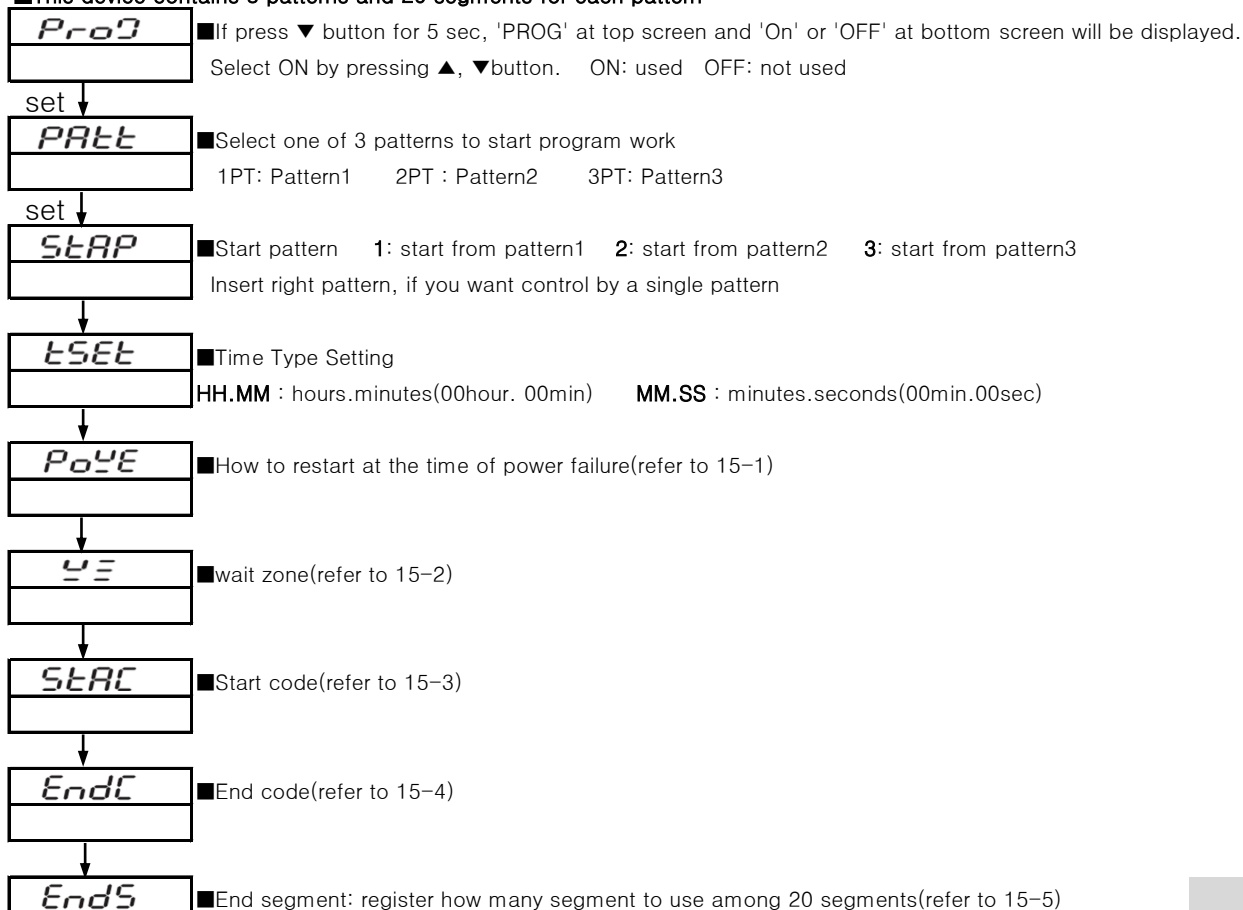 ■This device contains 3 patterns and 20 segments for each pattern
Pro9
■If press ▼ button for 5 sec, 'PROG' at top screen and 'On' or 'OFF' at bottom screen will be displayed.
Select ON by pressing ▲, ▼button. ON: used OFF: not used
set
PAtt
■Select one of 3 patterns to start program work
1PT: Pattern1 2PT : Pattern2 3PT: Pattern3
set
StAP
■Start pattern 1: start from pattern1 2: start from pattern2 3: start from pattern3
Insert right pattern, if you want control by a single pattern
tSEt
■Time Type Setting
HH.MM : hours.minutes(00hour. 00min) MM.SS : minutes.seconds(00min.00sec)
PoWE
■How to restart at the time of power failure(refer to 15-1)
■wait zone(refer to 15-2)
StAC
■Start code(refer to 15-3)
EndC
■End code(refer to 15-4)
EndS
■End segment: register how many segment to use among 20 segments(refer to 15-5)